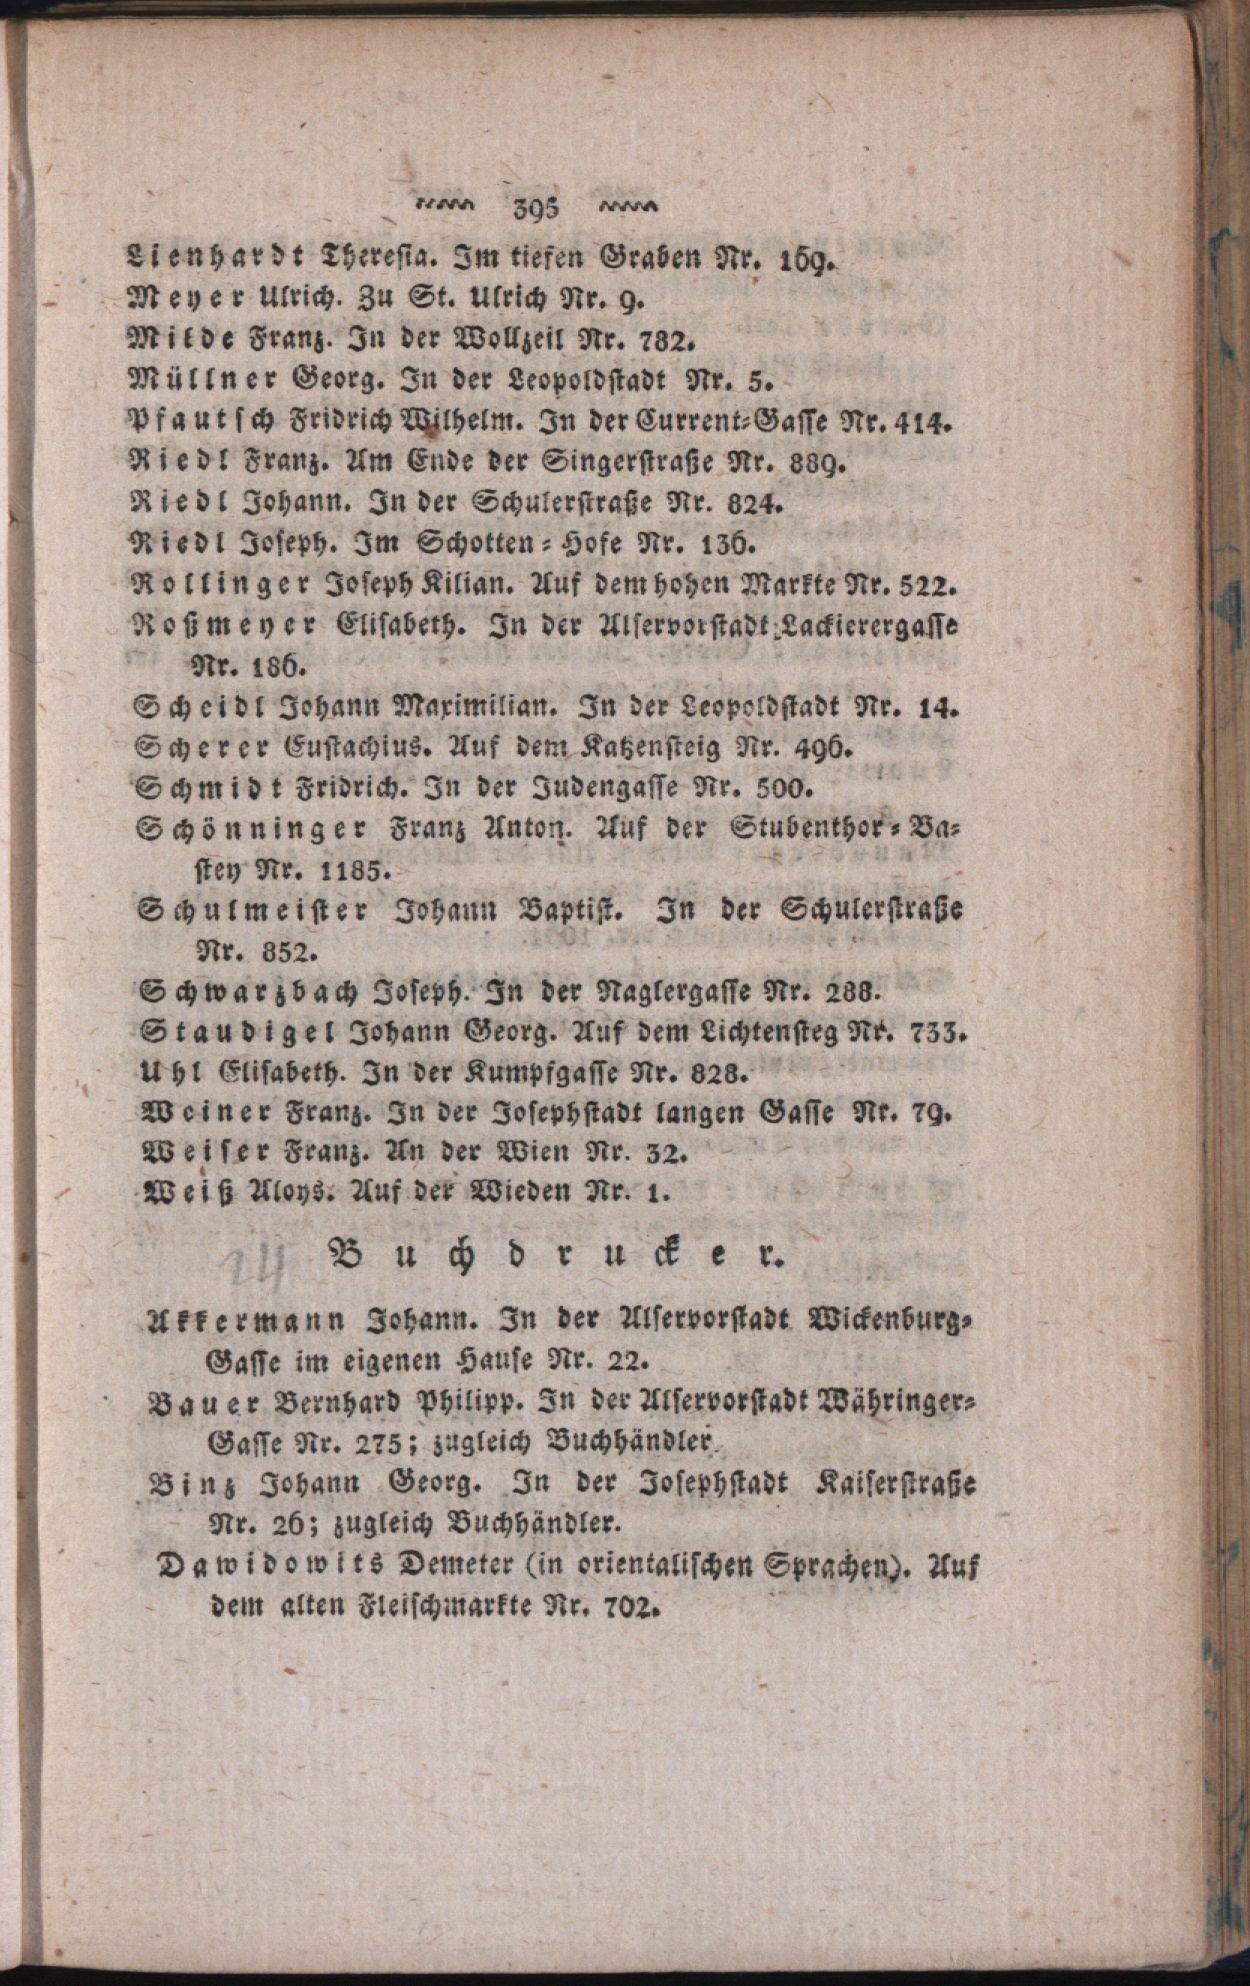 395
Lienhardt Theresia. Im tiefen Graben Nr. 169.
Meyer Ulrich. Zu St. Ulrich Nr. 9.
Milde Franz. In der Wollzeil Nr. 782.
Müllner Georg. In der Leopoldstadt Nr. 5.
Pfautsch Fridrich Wilhelm. In der Current-Gasse Nr. 414.
Riedl Franz. Am Ende der Singerstraße Nr. 889.
Riedl Johann. In der Schulerstraße Nr. 824.
Riedl Joseph. Im Schotten-Hofe Nr. 136.
Rollinger Joseph Kilian. Auf dem hohen Markte Nr. 522.
Roßmeyer Elisabeth. In der Alservorstadt Lackierergasse
Nr. 186.
Scheidl Johann Maximilian. In der Leopoldstadt Nr. 14.
Scherer Eustachius. Auf dem Katzensteig Nr. 496.
Schmidt Fridrich. In der Judengasse Nr. 500.
Schönninger Franz Anton. Auf der Stubenthor-Ba-
stey Nr. 1185.
Schulmeister Johann Baptist. In der Schulerstraße
Nr. 852.
Schwarzbach Joseph. In der Naglergasse Nr. 288.
Staudigel Johann Georg. Auf dem Lichtensteg Nr. 733.
Uhl Elisabeth. In der Kumpfgasse Nr. 828.
Weiner Franz. In der Josephstadt langen Gasse Nr. 79.
Weiser Franz. An der Wien Nr. 32.
Weiß Aloys. Auf der Wieden Nr. 1.
24 Buchdrucker.
Akkermann Johann. In der Alservorstadt Wickenburg-
Gasse im eigenen Hause Nr. 22.
Bauer Bernhard Philipp. In der Alservorstadt Währinger-
Gasse Nr. 275; zugleich Buchhändler.
Binz Johann Georg. In der Josephstadt Kaiserstraße
Nr. 26; zugleich Buchhändler.
Dawidowits Demeter (in orientalischen Sprachen). Auf
dem alten Fleischmarkte Nr. 702.